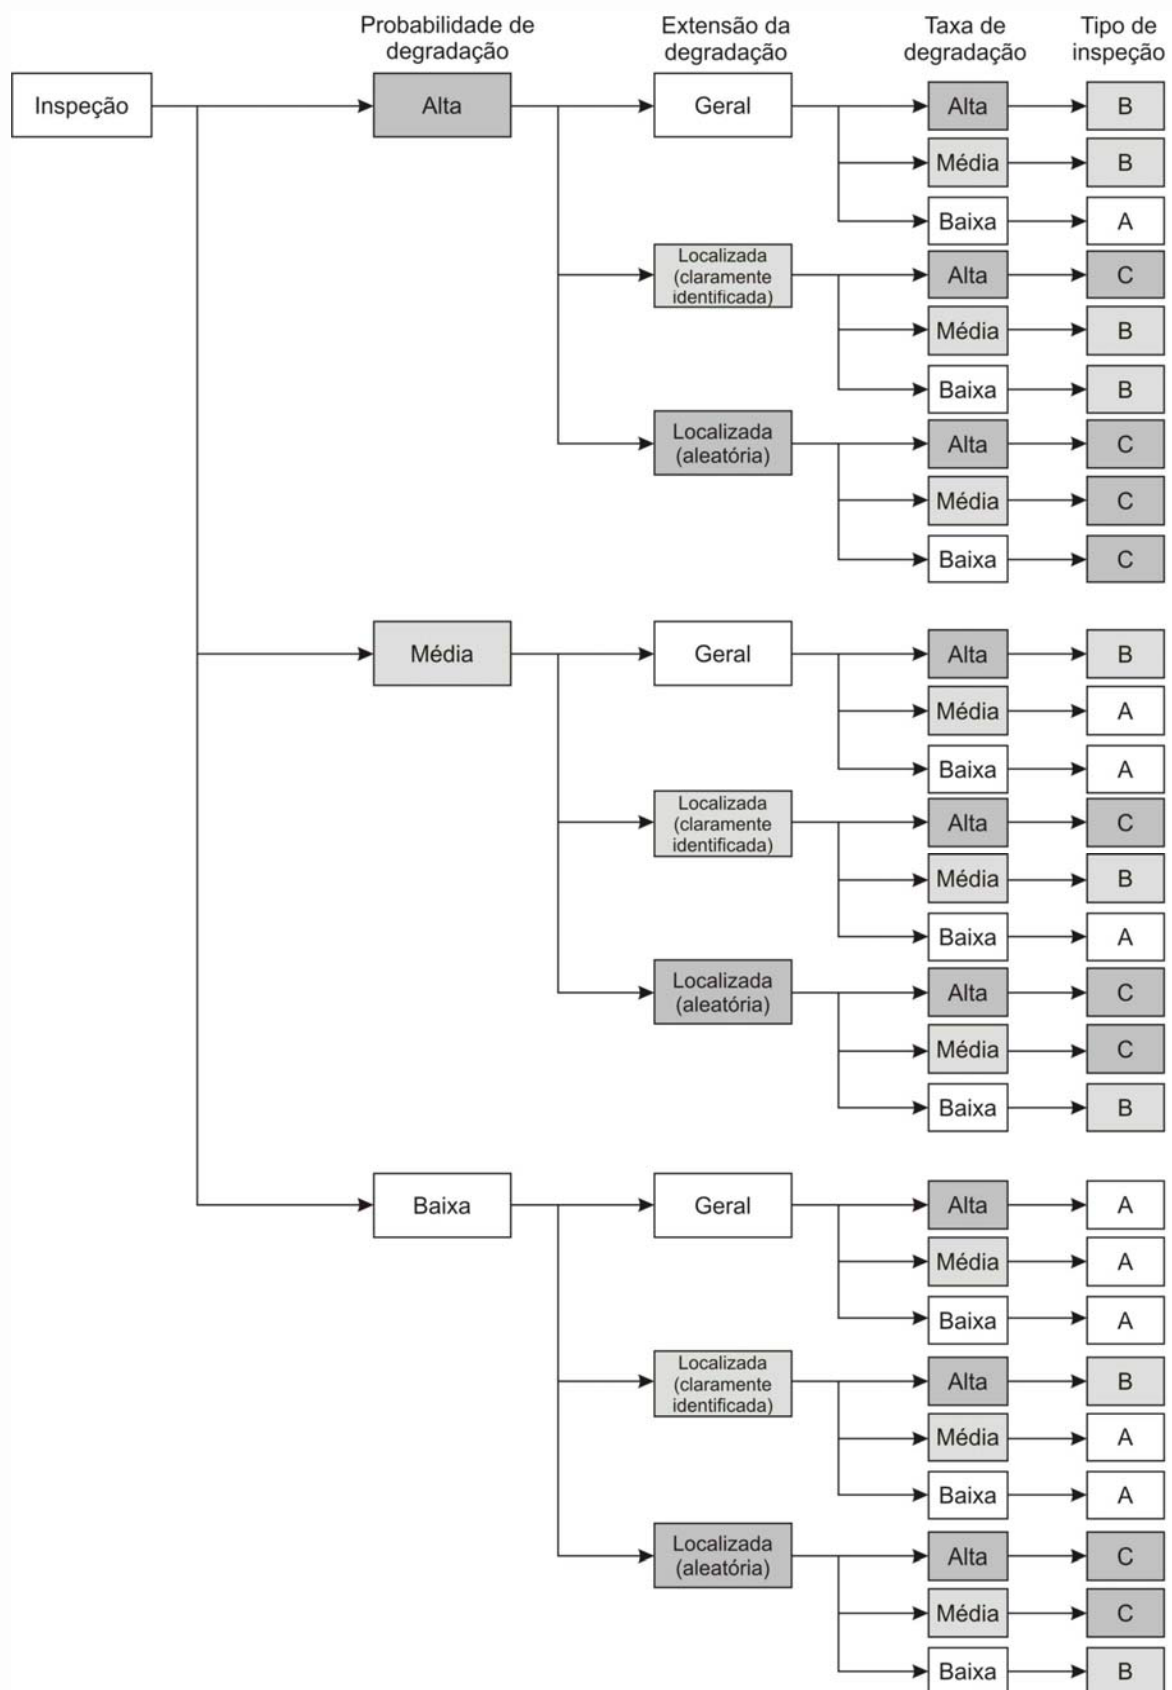 Probabilidade de
degradação
Extensão da
degradação
Taxa de
degradação
Tipo de
inspeção
Inspeção
Alta
Geral
Alta
B
Média
B
Baixa
A
Localizada
(claramente
identificada)
Alta
C
Média
B
Baixa
B
Localizada
(aleatória)
Alta
C
Média
C
Baixa
C
Média
Geral
Alta
B
Média
A
Baixa
A
Localizada
(claramente
identificada)
Alta
C
Média
B
Baixa
A
Localizada
(aleatória)
Alta
C
Média
C
Baixa
B
Baixa
Geral
Alta
A
Média
A
Baixa
A
Localizada
(claramente
identificada)
Alta
B
Média
A
Baixa
A
Localizada
(aleatória)
Alta
C
Média
C
Baixa
B